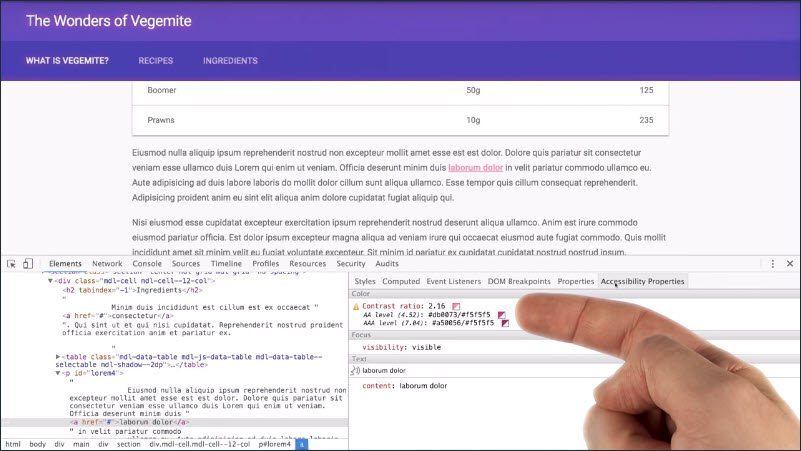 The Wonders of Vegemite
WHAT IS VEGEMITE? RECIPES INGREDIENTS
Boomer 50g 125
Prawns 10g 235
Eiusmod nulla aliquip ipsum reprehenderit nostrud non excepteur mollit amet esse est est dolor. Dolore quis pariatur sit consectetur
veniam esse ullamco duis Lorem qui enim ut veniam. Officia deserunt minim duis laborum dolor in velit pariatur commodo ullamco eu.
Aute adipisicing ad duis labore laboris do mollit dolor cillum sunt aliqua ullamco. Esse tempor quis cillum consequat reprehenderit.
Adipisicing proident anim eu sint elit aliqua anim dolore cupidatat fugiat aliquip qui.
Nisi eiusmod esse cupidatat excepteur exercitation ipsum reprehenderit nostrud deserunt aliqua ullamco. Anim est irure commodo
eiusmod pariatur officia. Est dolor ipsum excepteur magna aliqua ad veniam irure qui occaecat eiusmod aute fugiat commodo. Quis mollit
incididunt amet sit minim velit eu fugiat voluptate excepteur. Sit minim id pariatur ex cupidatat cupidatat nostrud nostrud nostrud
Elements Network Console Sources Timeline Profiles Resources Security Audits
<div class="mdl-cell mdl-cell--12-col">
<h2 tabindex="-1">Ingredients</h2>
"
Minim duis incididunt est cillum est ex occaecat "
<a href="#">consectetur</a>
". Qui sint ut et qui nisi cupidatat. Reprehenderit nostrud proident
officia exercitation anim et pariatur ex.
"
<table class="mdl-data-table mdl-js-data-table mdl-data-table--
selectable mdl-shadow--2dp">…</table>
<p id="lorem4">
"
Eiusmod nulla aliquip ipsum reprehenderit nostrud non
excepteur mollit amet esse est est dolor. Dolore quis pariatur sit
consectetur veniam esse ullamco duis Lorem qui enim ut veniam.
Officia deserunt minim duis "
<a href="#">laborum dolor</a>
" in velit pariatur commodo
html body div main div section div.mdl-cell.mdl-cell--12-col p#lorem4 a
Styles Computed Event Listeners DOM Breakpoints Properties Accessibility Properties
Color
Contrast ratio: 2.16
AA level (4.52): #db0073/#f5f5f5
AAA level (7.04): #a50056/#f5f5f5
Focus
visibility: visible
Text
laborum dolor
content: laborum dolor